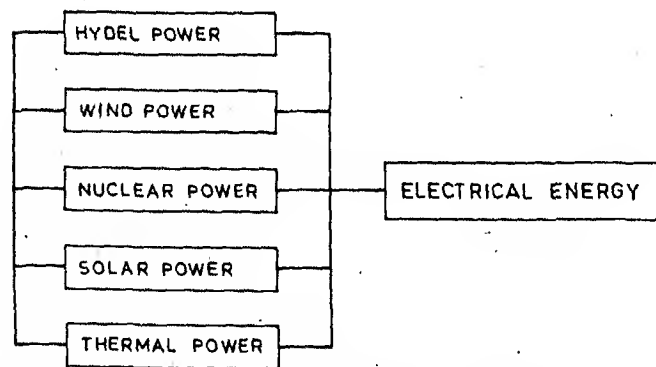 HYDEL POWER
WIND POWER
NUCLEAR POWER
ELECTRICAL ENERGY
SOLAR POWER
THERMAL POWER